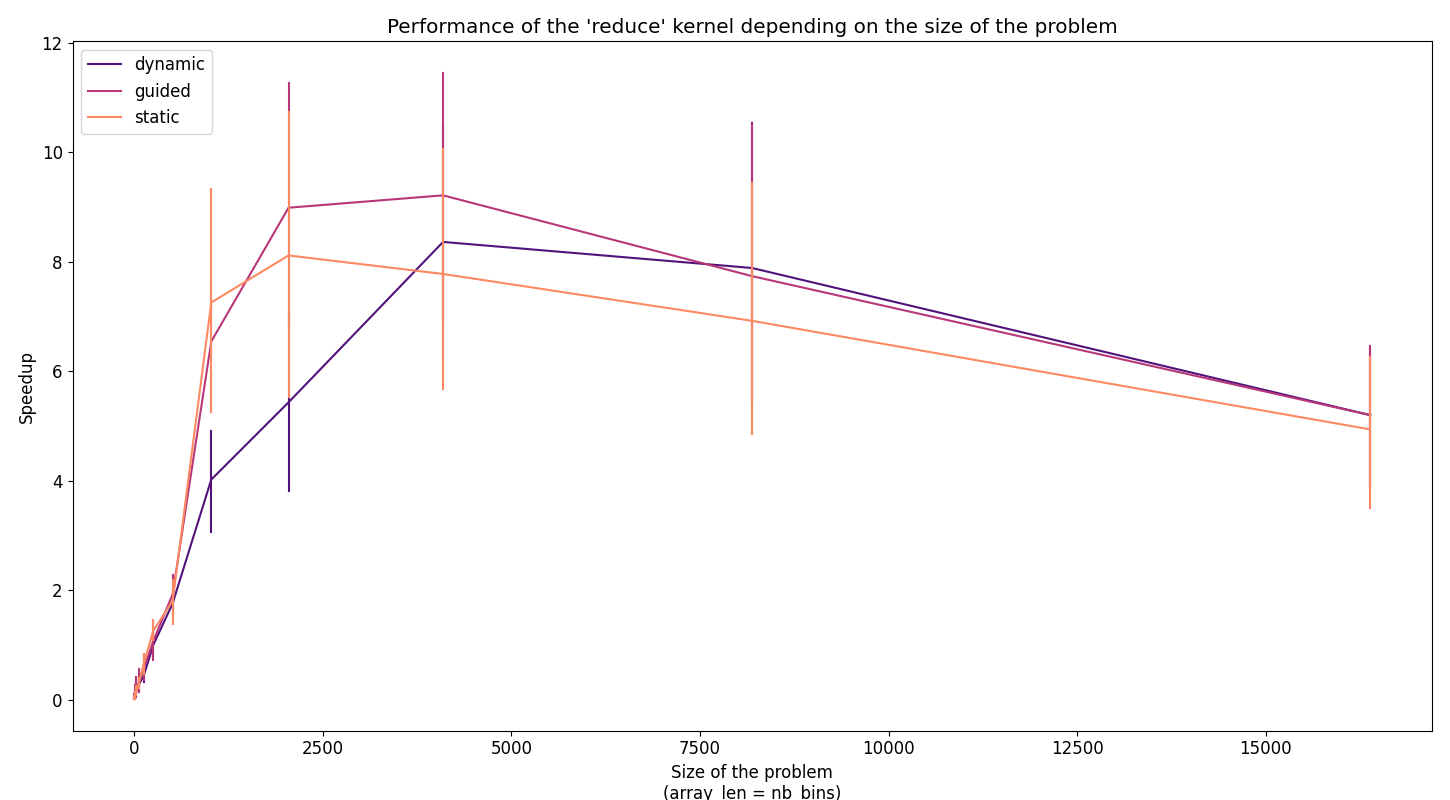 Performance of the 'reduce' kernel depending on the size of the problem
dynamic
guided
static
12
10
8
6
4
2
0
Speedup
0 2500 5000 7500 10000 12500 15000
Size of the problem
(array_len = nb_bins)